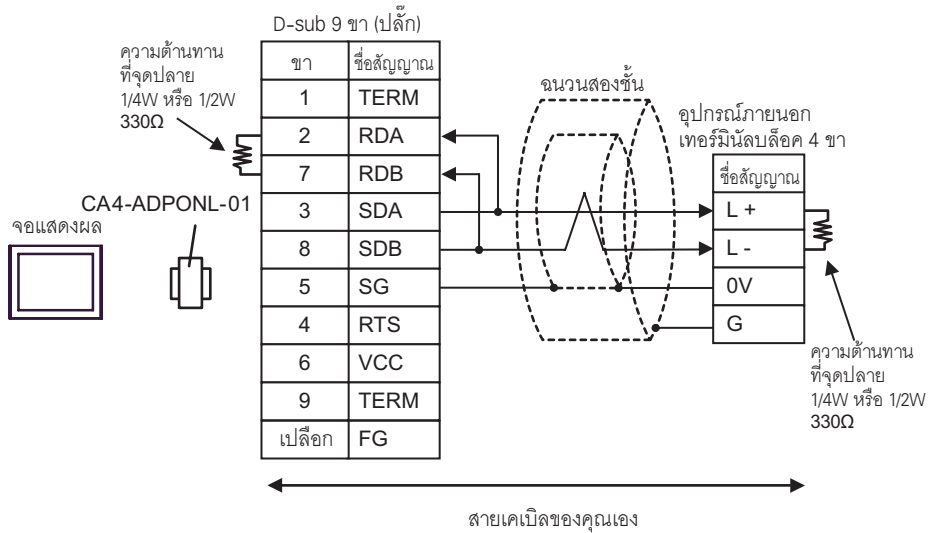 D-sub 9 ขา (ปลั๊ก)
ความต้านทาน
ที่จุดปลาย
1/4W หรือ 1/2W
330Ω
ขา ชื่อสัญญาณ
1 TERM
2 RDA
7 RDB
3 SDA
8 SDB
5 SG
4 RTS
6 VCC
9 TERM
เปลือก FG
CA4-ADPONL-01
จอแสดงผล
ฉนวนสองชั้น
อุปกรณ์ภายนอก
เทอร์มินัลบล็อค 4 ขา
ชื่อสัญญาณ
L +
L -
0V
G
ความต้านทาน
ที่จุดปลาย
1/4W หรือ 1/2W
330Ω
สายเคเบิลของคุณเอง